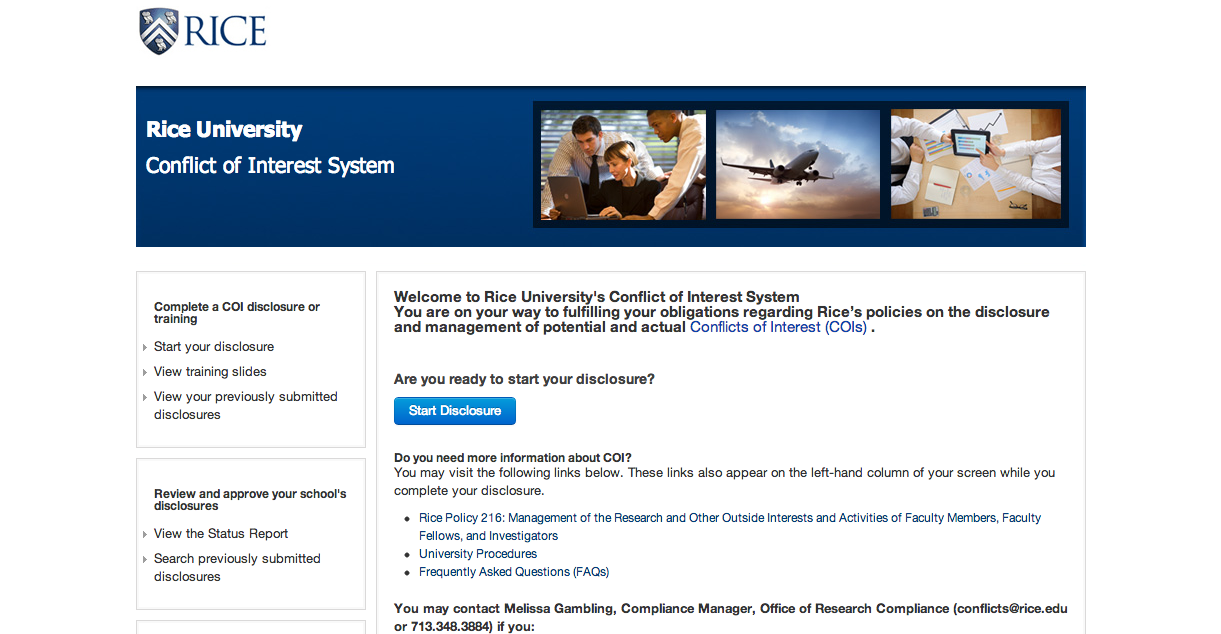 RICE
Rice University
Conflict of Interest System
Complete a COI disclosure or
training
Start your disclosure
View training slides
View your previously submitted
disclosures
Review and approve your school's
disclosures
View the Status Report
Search previously submitted
disclosures
Welcome to Rice University's Conflict of Interest System
You are on your way to fulfilling your obligations regarding Rice's policies on the disclosure
and management of potential and actual Conflicts of Interest (COIs) .
Are you ready to start your disclosure?
Start Disclosure
Do you need more information about COI?
You may visit the following links below. These links also appear on the left-hand column of your screen while you
complete your disclosure.
Rice Policy 216: Management of the Research and Other Outside Interests and Activities of Faculty Members, Faculty
Fellows, and Investigators
University Procedures
Frequently Asked Questions (FAQs)
You may contact Melissa Gambling, Compliance Manager, Office of Research Compliance (conflicts@rice.edu
or 713.348.3884) if you: